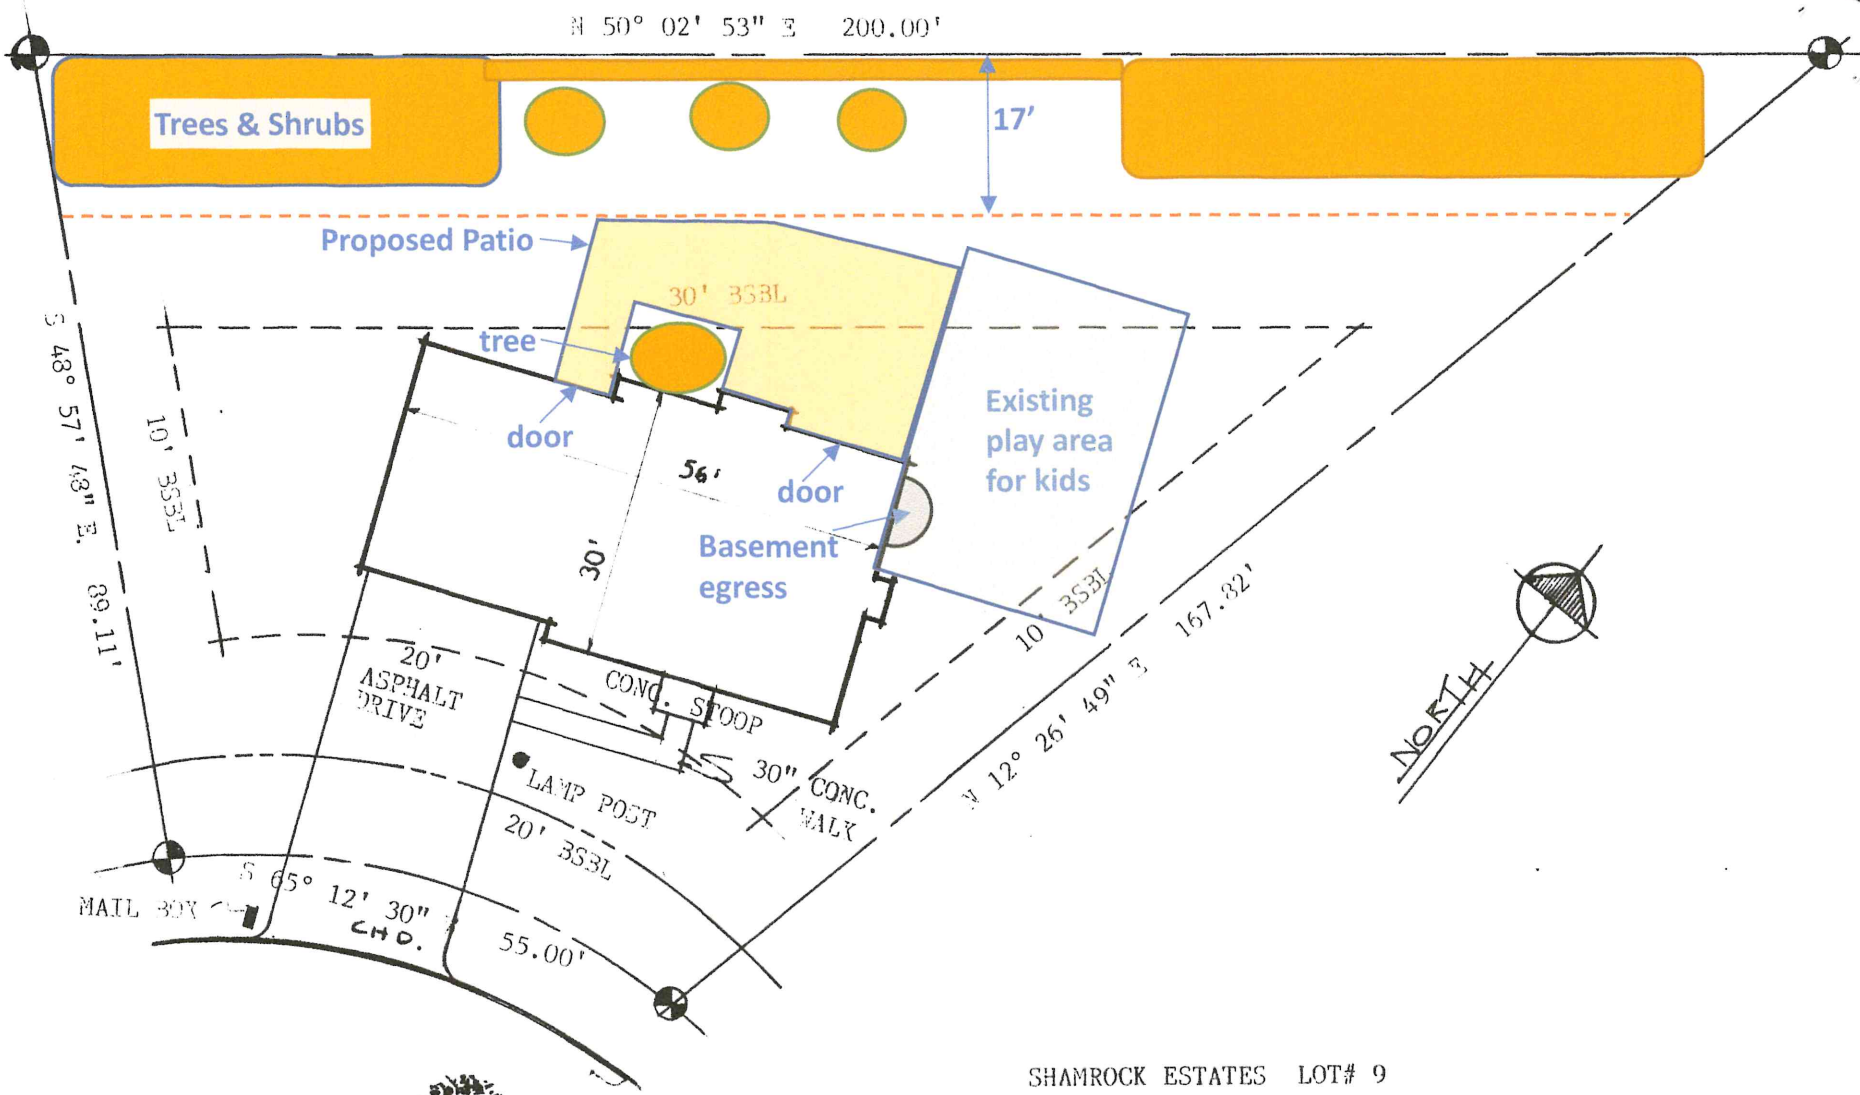 N 50° 02' 53" E 200.00'
Trees & Shrubs
17'
Proposed Patio
30' BSBL
tree
S 48° 57' 48" E. 89.11'
10' BSBL
door
56'
door
Existing
play area
for kids
30'
Basement
egress
10' BSBL
N 12° 26' 49" E 167.82'
NORTH
20'
ASPHALT
DRIVE
CONC. STOOP
30" CONC.
WALK
LAMP POST
20' BSBL
S 65° 12' 30"
CHD.
55.00'
MAIL BOX
SHAMROCK ESTATES LOT# 9